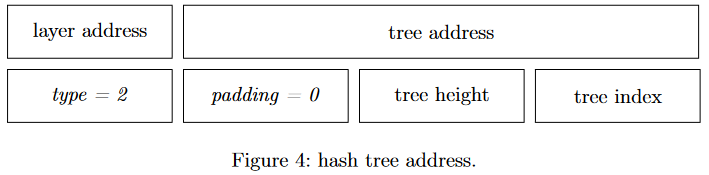 layer address tree address
type = 2 padding = 0 tree height tree index
Figure 4: hash tree address.